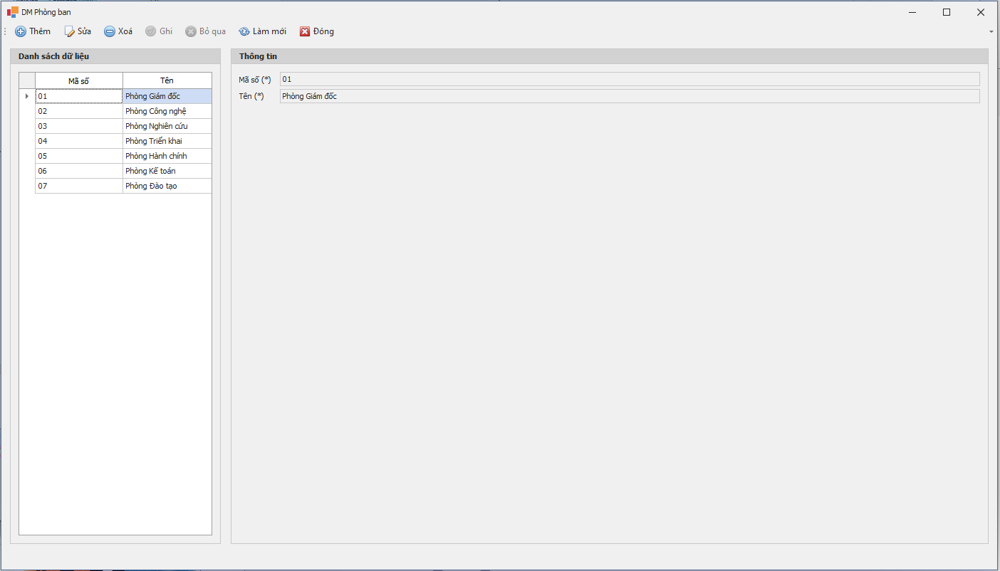 DM Phòng ban
Thêm Sửa Xoá Ghi Bỏ qua Làm mới Đóng
Danh sách dữ liệu
Mã số Tên
01 Phòng Giám đốc
02 Phòng Công nghệ
03 Phòng Nghiên cứu
04 Phòng Triển khai
05 Phòng Hành chính
06 Phòng Kế toán
07 Phòng Đào tạo
Thông tin
Mã số (*) 01
Tên (*) Phòng Giám đốc